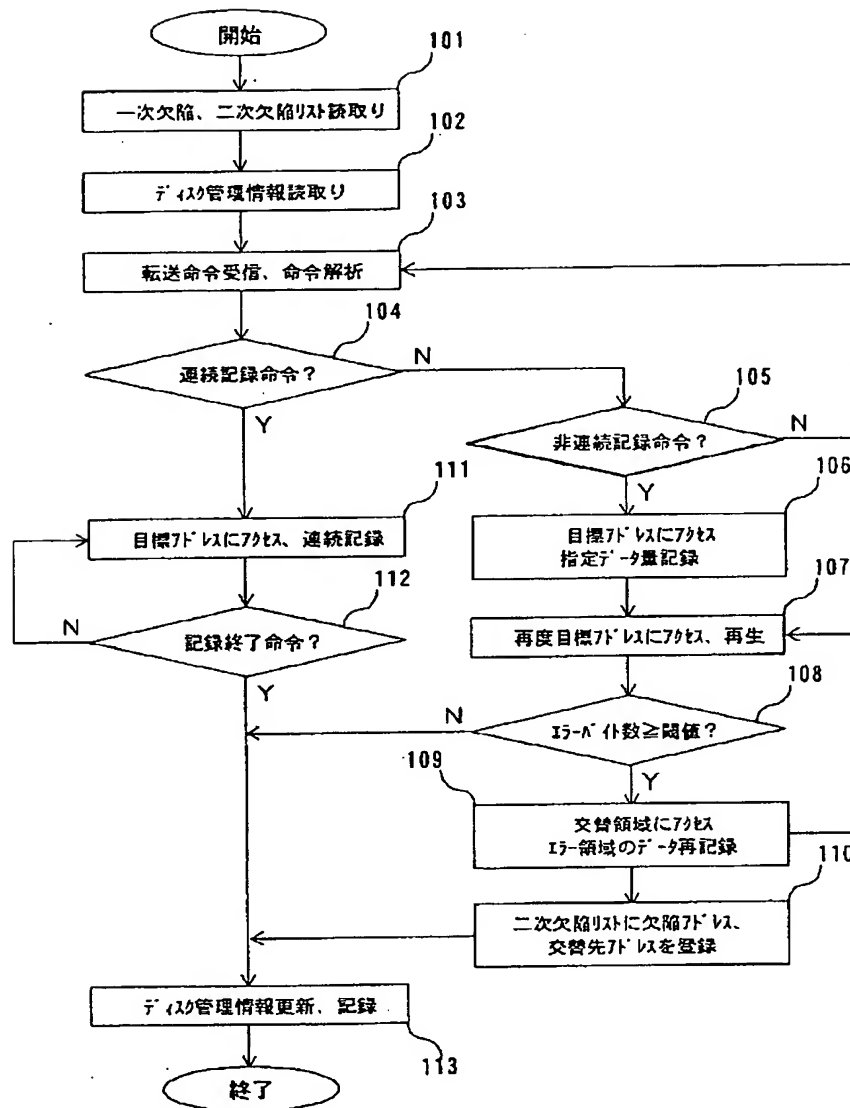 開始
101
一次欠陥、二次欠陥リスト読取り
102
ディスク管理情報読取り
103
転送命令受信、命令解析
104
連続記録命令?
N
Y
105
非連続記録命令?
N
Y
106
目標アドレスにアクセス
指定データ量記録
107
再度目標アドレスにアクセス、再生
108
エラーバイト数≧閾値?
N
Y
109
交替領域にアクセス
エラー領域のデータ再記録
110
二次欠陥リストに欠陥アドレス、
交替先アドレスを登録
111
目標アドレスにアクセス、連続記録
112
記録終了命令?
N
Y
ディスク管理情報更新、記録
113
終了